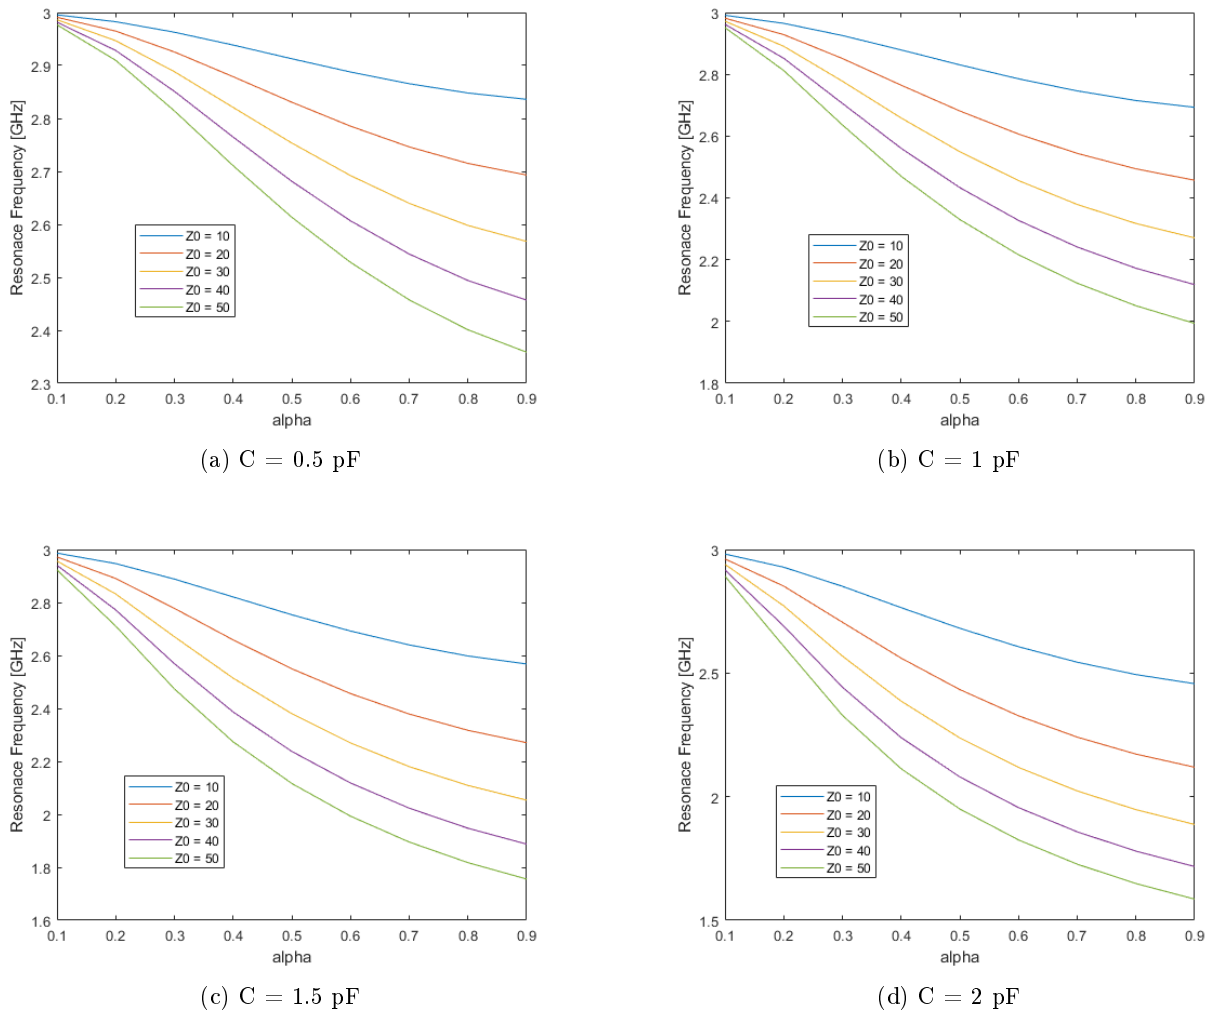 3
2.9
2.8
2.7
2.6
2.5
2.4
2.3
Resonace Frequency [GHz]
Z0 = 10
Z0 = 20
Z0 = 30
Z0 = 40
Z0 = 50
0.1 0.2 0.3 0.4 0.5 0.6 0.7 0.8 0.9
alpha
(a) C = 0.5 pF
3
2.8
2.6
2.4
2.2
2
1.8
Resonace Frequency [GHz]
Z0 = 10
Z0 = 20
Z0 = 30
Z0 = 40
Z0 = 50
0.1 0.2 0.3 0.4 0.5 0.6 0.7 0.8 0.9
alpha
(b) C = 1 pF
3
2.8
2.6
2.4
2.2
2
1.8
1.6
Resonace Frequency [GHz]
Z0 = 10
Z0 = 20
Z0 = 30
Z0 = 40
Z0 = 50
0.1 0.2 0.3 0.4 0.5 0.6 0.7 0.8 0.9
alpha
(c) C = 1.5 pF
3
2.5
2
1.5
Resonace Frequency [GHz]
Z0 = 10
Z0 = 20
Z0 = 30
Z0 = 40
Z0 = 50
0.1 0.2 0.3 0.4 0.5 0.6 0.7 0.8 0.9
alpha
(d) C = 2 pF